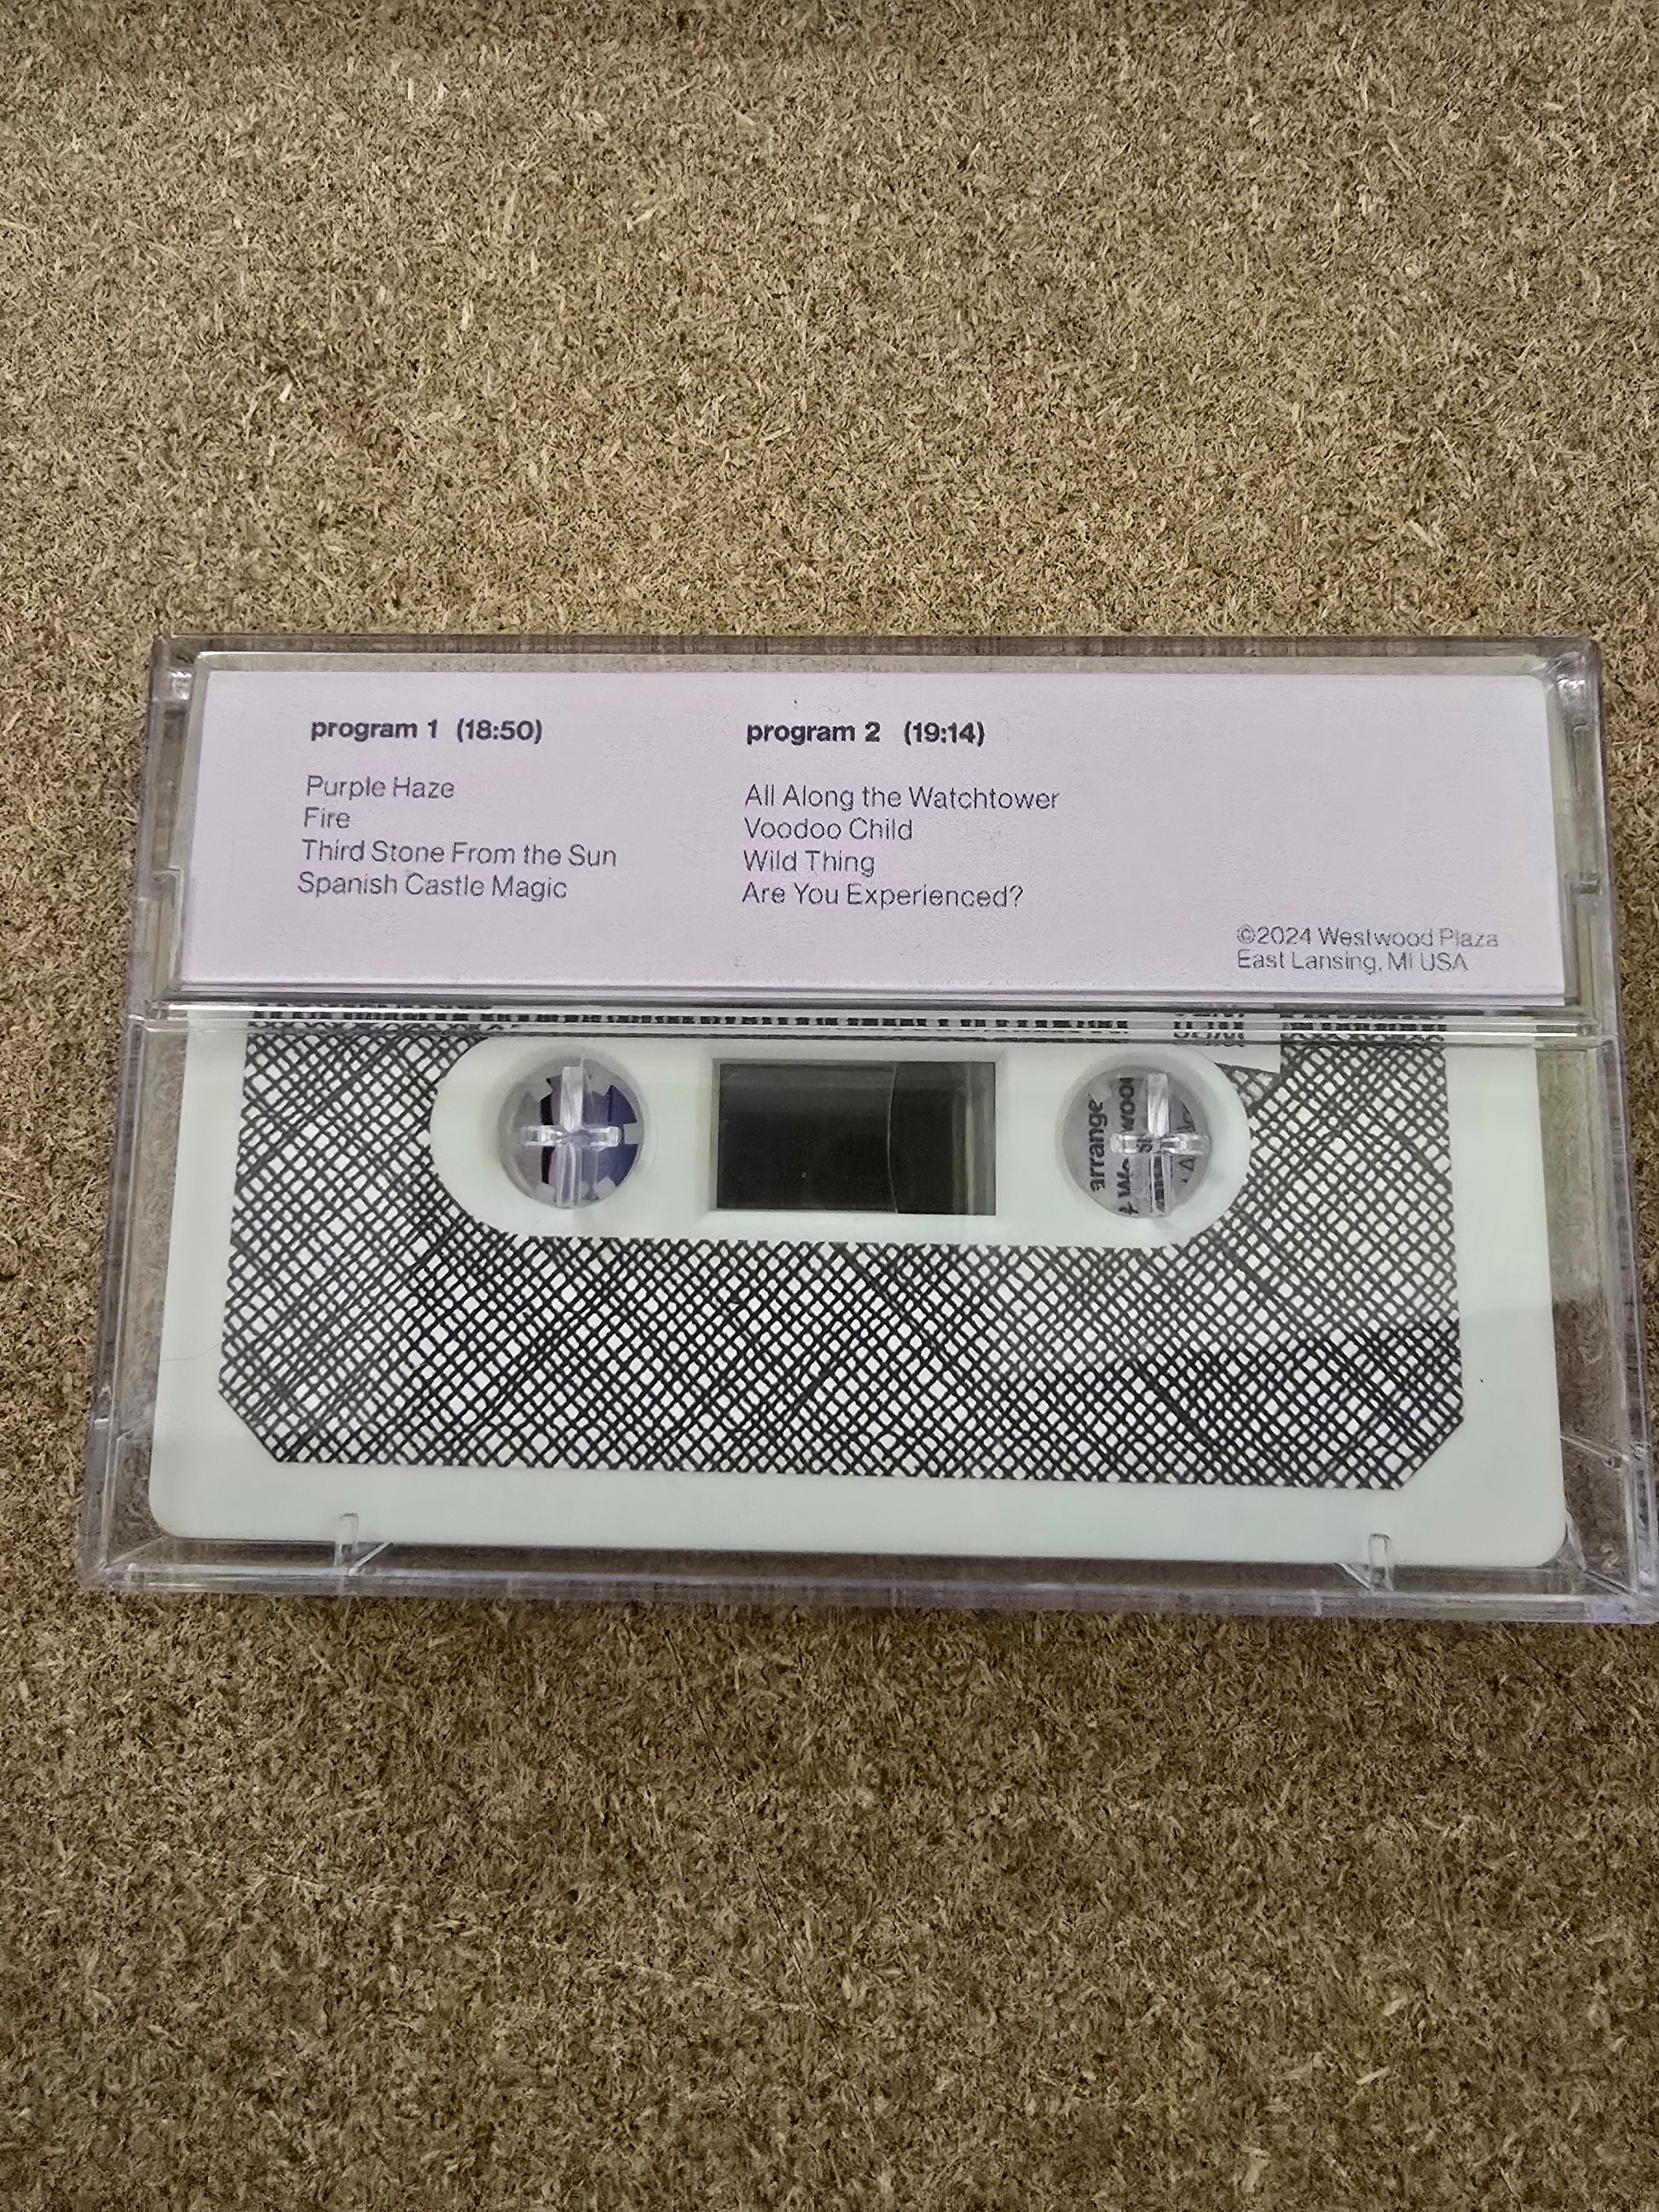 program 1 (18:50)
Purple Haze
Fire
Third Stone From the Sun
Spanish Castle Magic
program 2 (19:14)
All Along the Watchtower
Voodoo Child
Wild Thing
Are You Experienced?
©2024 Westwood Plaza
East Lansing, MI USA
arrange